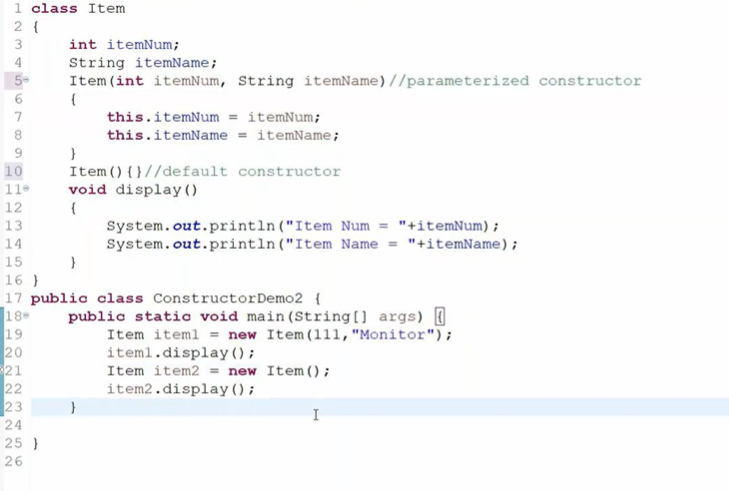 1 class Item
2 {
3 int itemNum;
4 String itemName;
5 Item(int itemNum, String itemName)//parameterized constructor
6 {
7 this.itemNum = itemNum;
8 this.itemName = itemName;
9 }
10 Item(){}//default constructor
11 void display()
12 {
13 System.out.println("Item Num = "+itemNum);
14 System.out.println("Item Name = "+itemName);
15 }
16 }
17 public class ConstructorDemo2 {
18 public static void main(String[] args) {
19 Item item1 = new Item(111,"Monitor");
20 item1.display();
21 Item item2 = new Item();
22 item2.display();
23 }
24
25 }
26